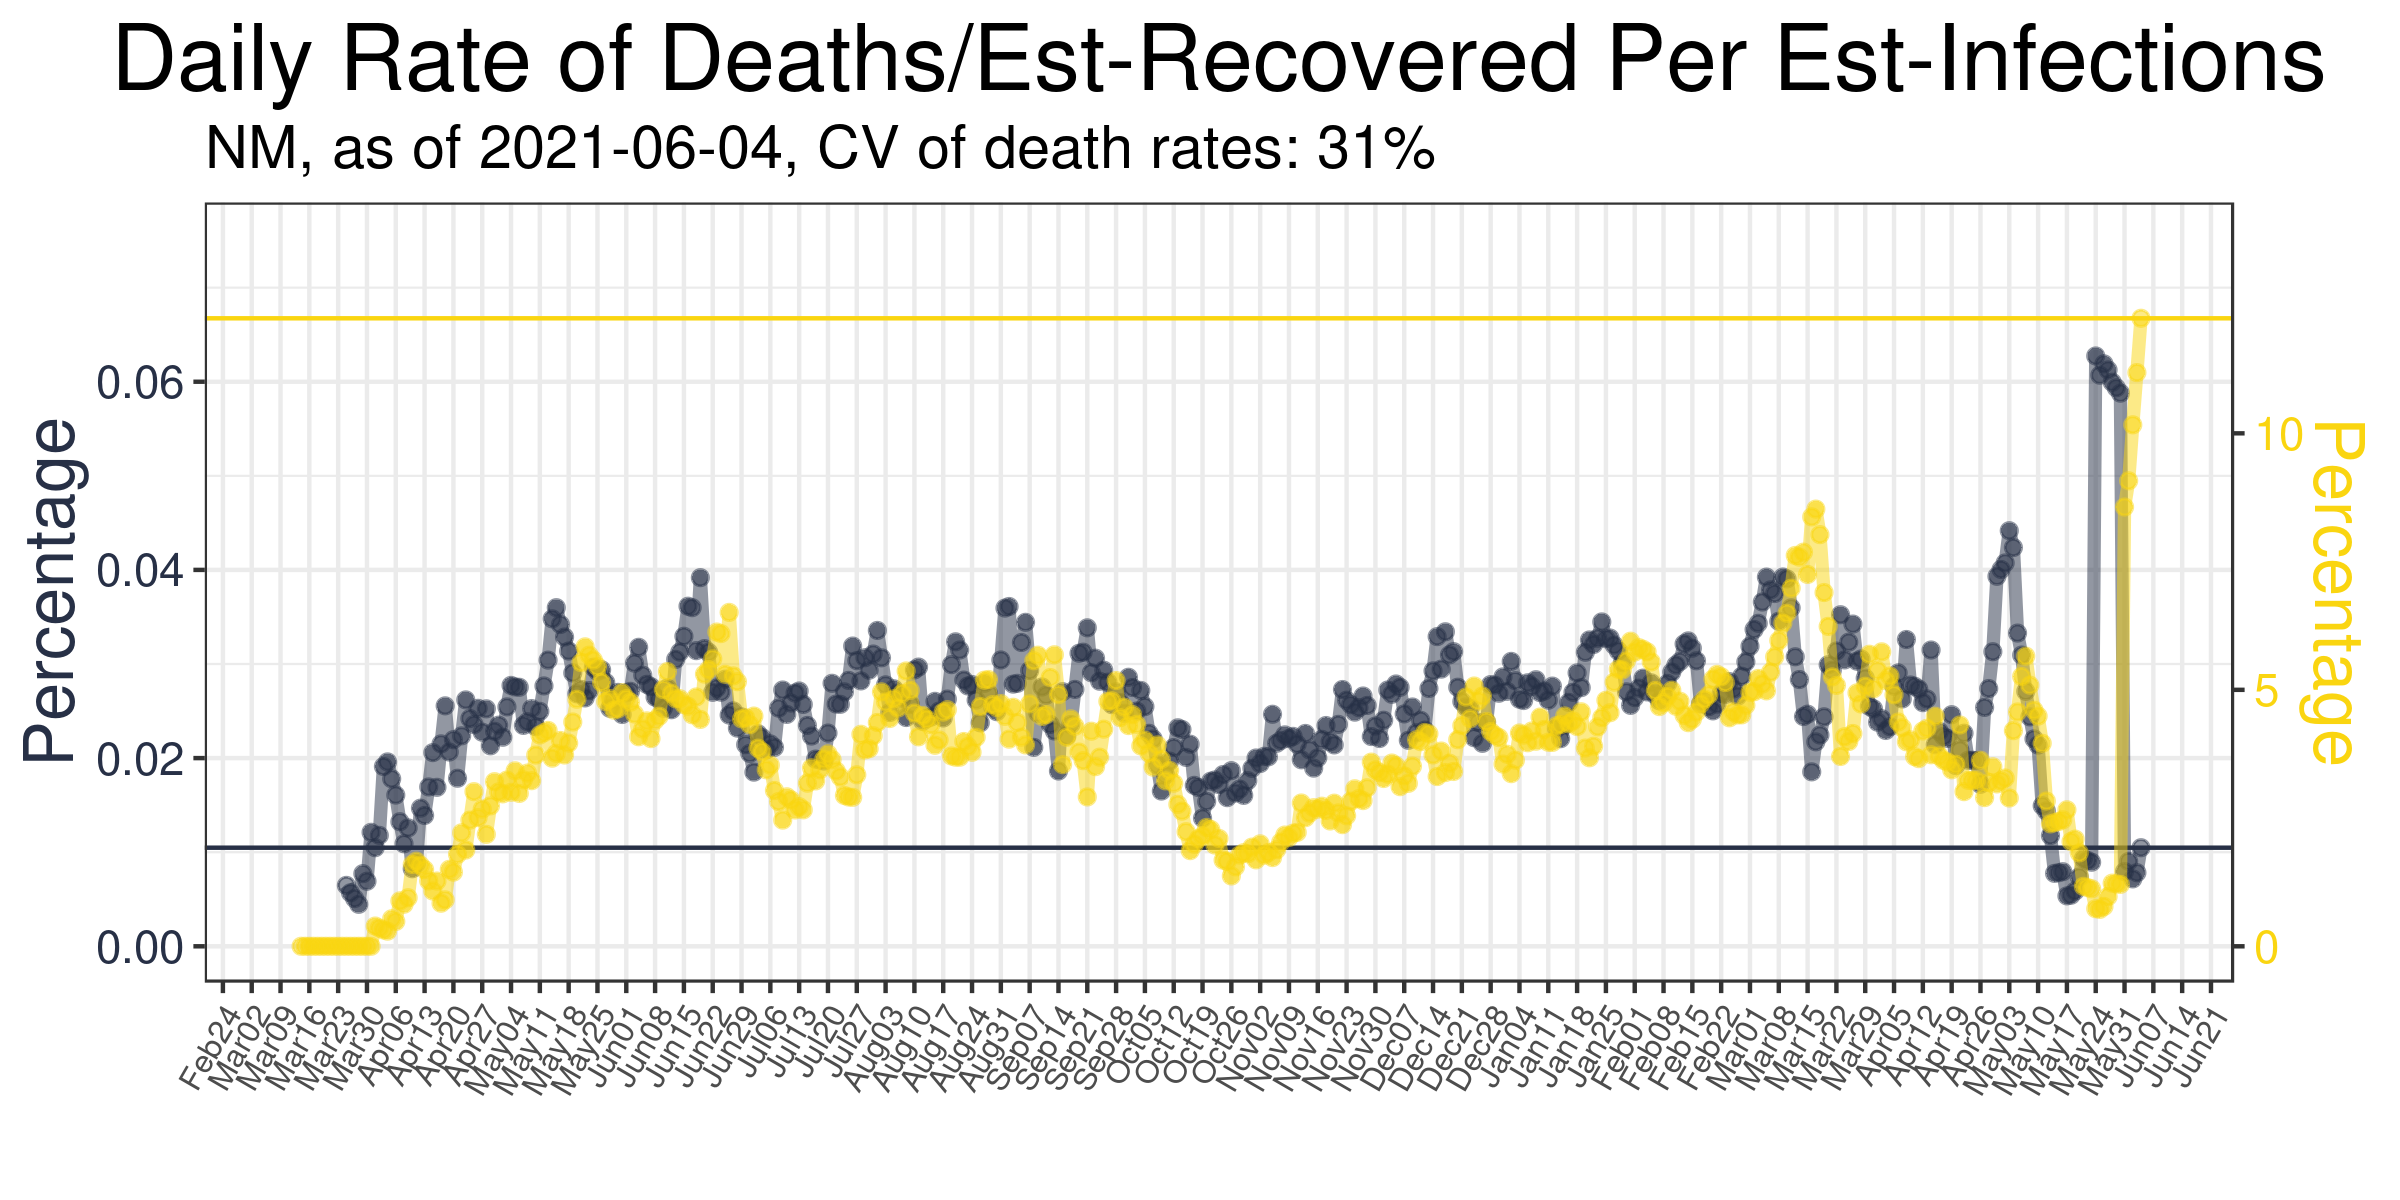 Daily Rate of Deaths/Est-Recovered Per Est-Infections
NM, as of 2021-06-04, CV of death rates: 31%
Percentage
0.06
0.04
0.02
0.00
10
5
0
Percentage
Feb24
Mar02
Mar09
Mar16
Mar23
Mar30
Apr06
Apr13
Apr20
Apr27
May04
May11
May18
May25
Jun01
Jun08
Jun15
Jun22
Jun29
Jul06
Jul13
Jul20
Jul27
Aug03
Aug10
Aug17
Aug24
Aug31
Sep07
Sep14
Sep21
Sep28
Oct05
Oct12
Oct19
Oct26
Nov02
Nov09
Nov16
Nov23
Nov30
Dec07
Dec14
Dec21
Dec28
Jan04
Jan11
Jan18
Jan25
Feb01
Feb08
Feb15
Feb22
Mar01
Mar08
Mar15
Mar22
Mar29
Apr05
Apr12
Apr19
Apr26
May03
May10
May17
May24
May31
Jun07
Jun14
Jun21